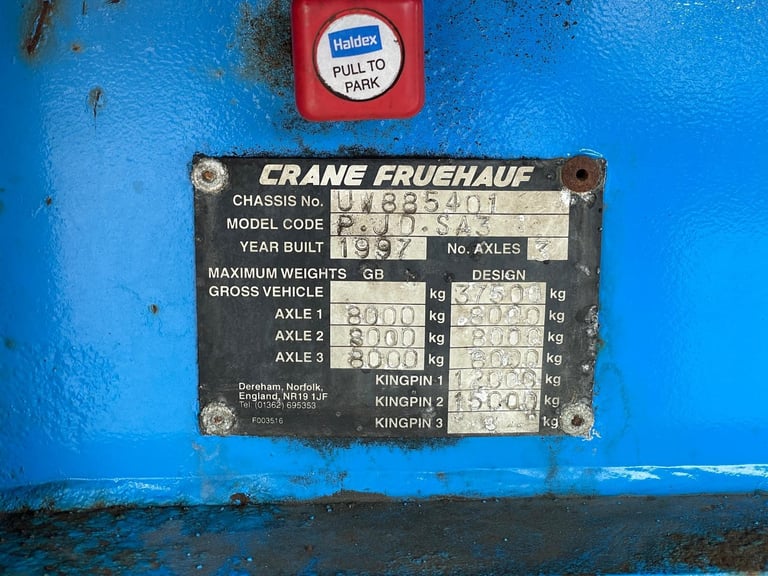 Haldex
PULL TO
PARK
CRANE FRUEHAUF
CHASSIS No. UV885401
MODEL CODE P.JD.SA3
YEAR BUILT 1997 No. AXLES 3
MAXIMUM WEIGHTS GB DESIGN
GROSS VEHICLE kg 37500 kg
AXLE 1 8000 kg 8000 kg
AXLE 2 8000 kg 8000 kg
AXLE 3 8000 kg 8000 kg
KINGPIN 1 12000 kg
KINGPIN 2 15000 kg
KINGPIN 3 kg
Dereham, Norfolk,
England, NR19 1JF
Tel: (01362) 695353
F003516